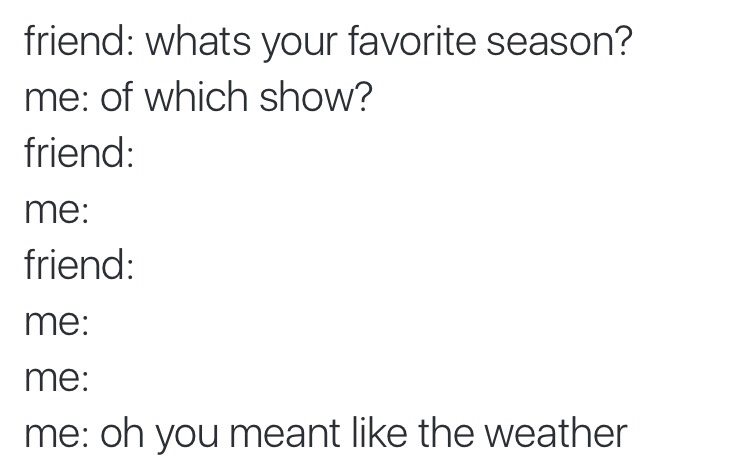 friend: whats your favorite season?
me: of which show?
friend:
me:
friend:
me:
me:
me: oh you meant like the weather